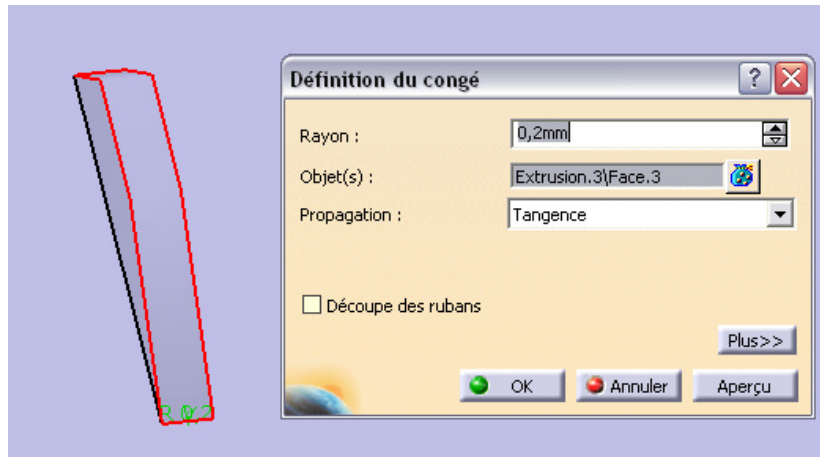 Définition du congé
Rayon :
0,2mm
Objet(s) :
Extrusion.3\Face.3
Propagation :
Tangence
Découpe des rubans
Plus>>
OK
Annuler
Aperçu